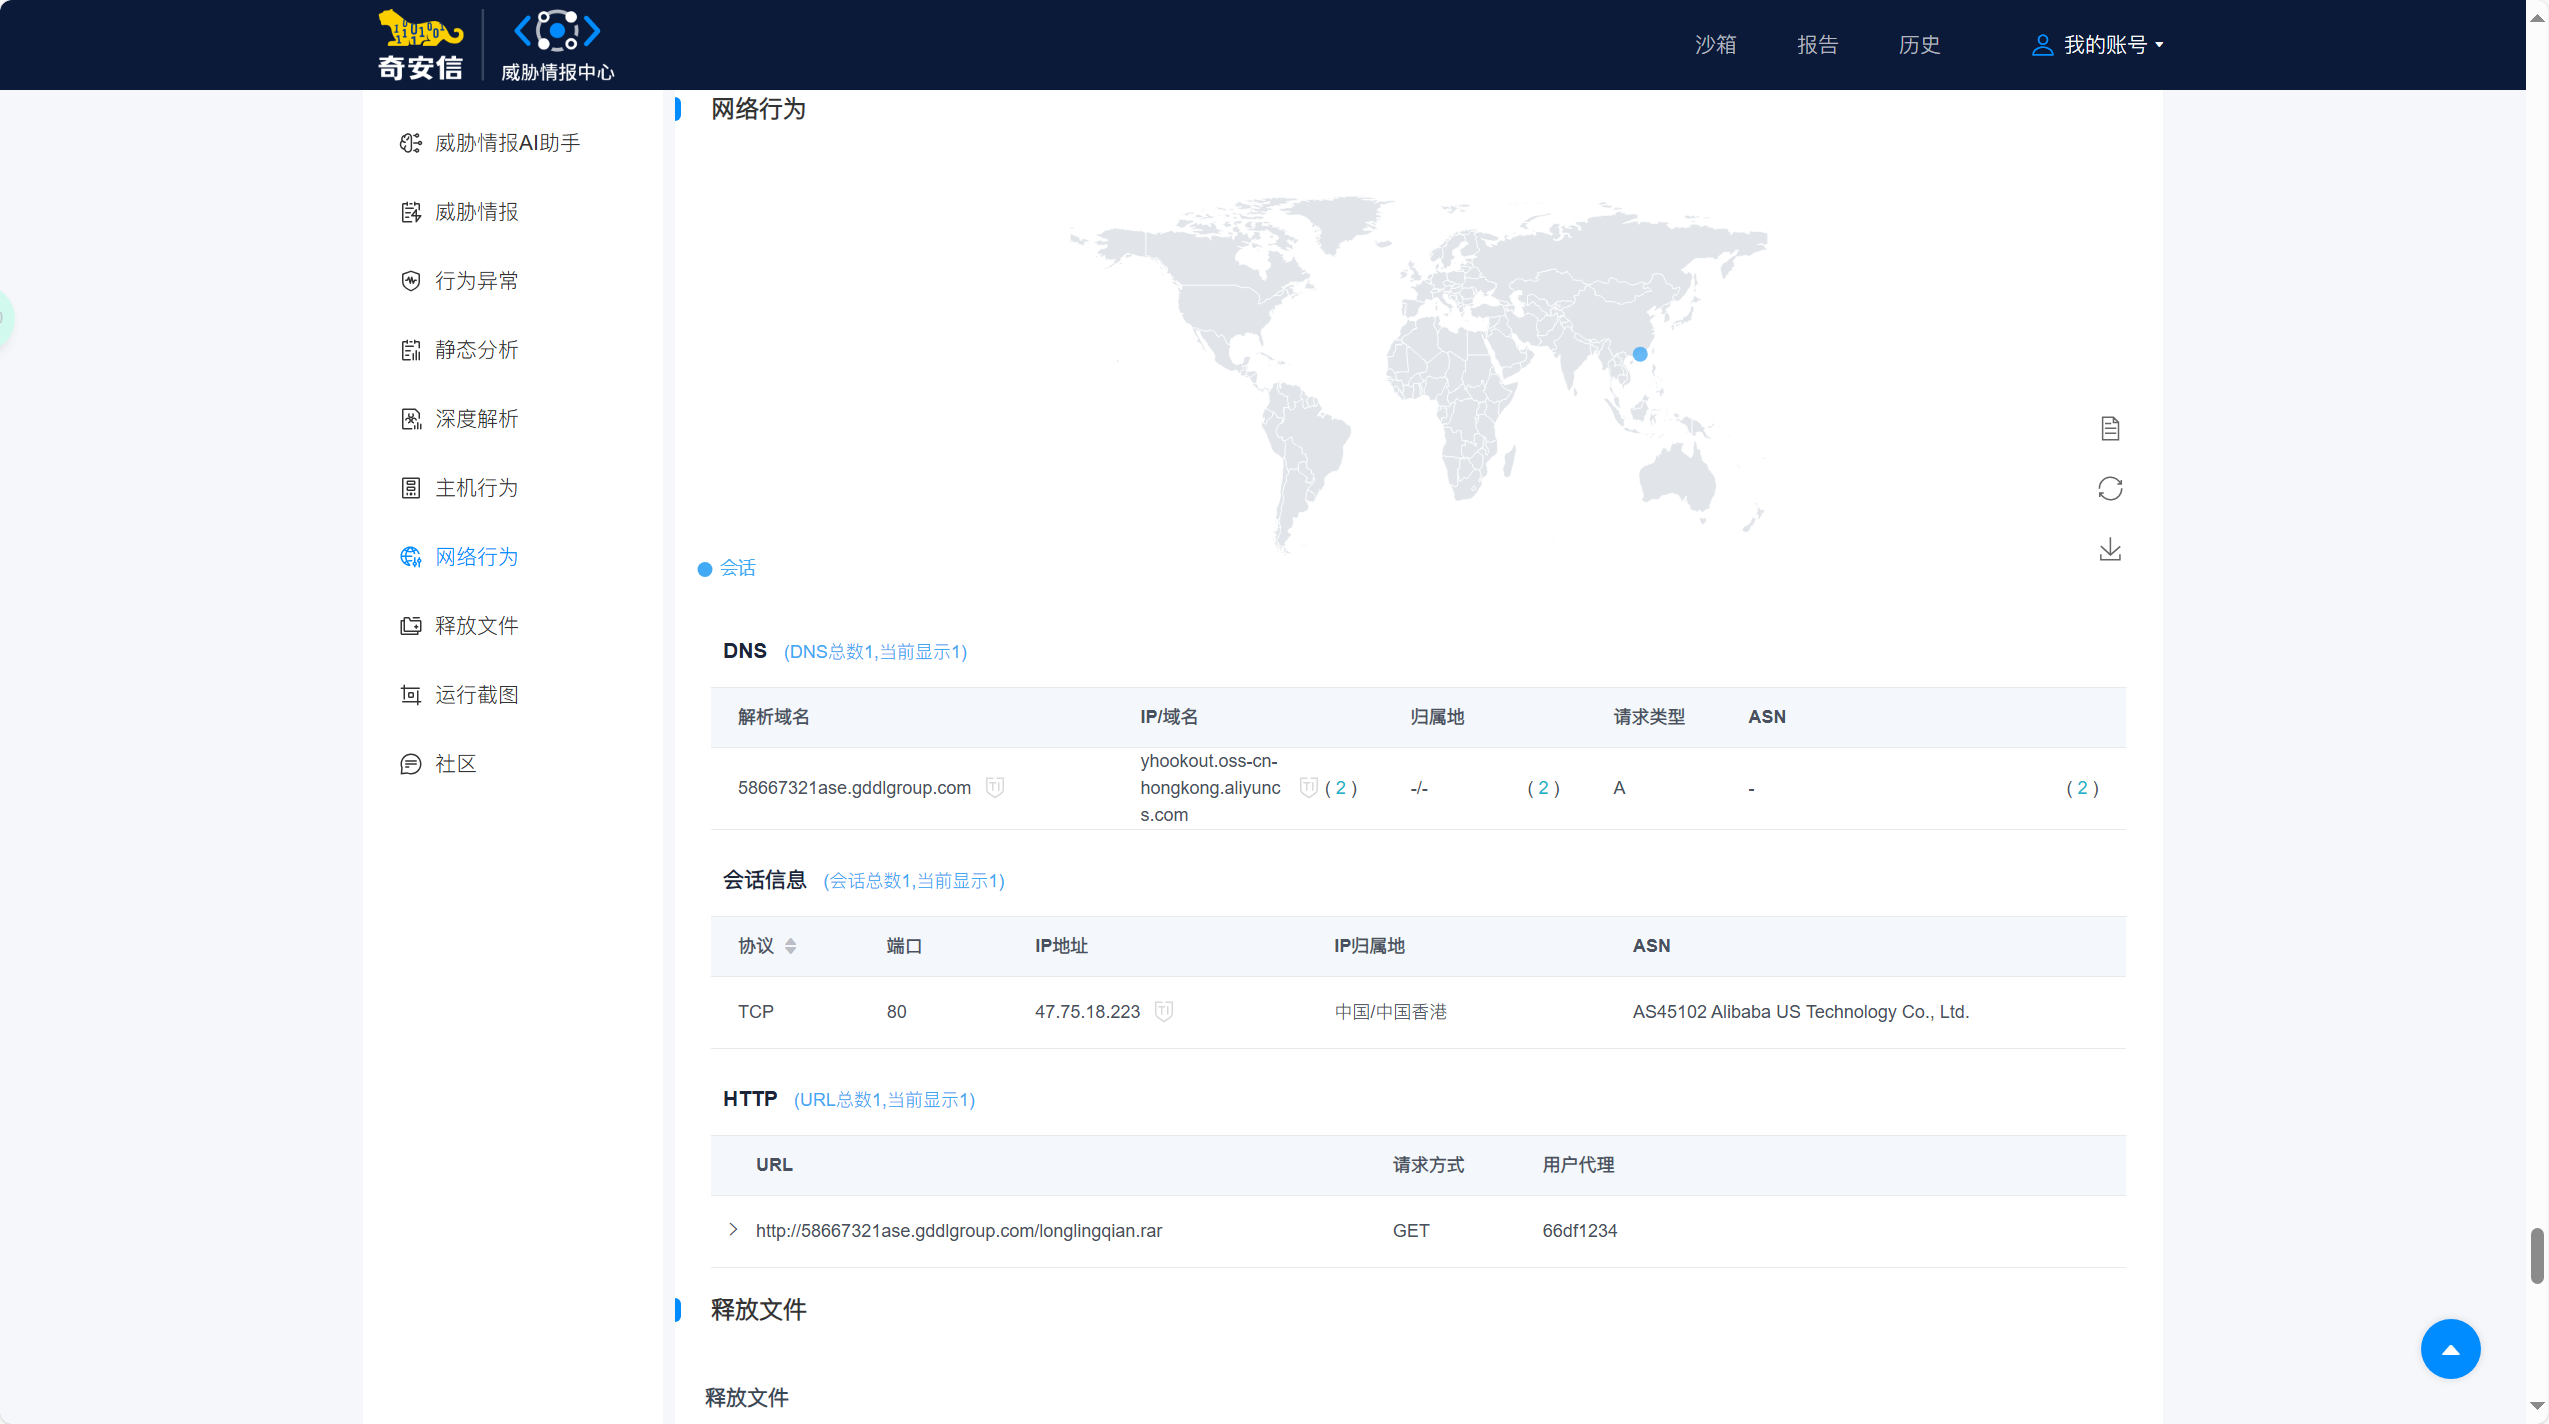 奇安信
威胁情报中心
沙箱
报告
历史
我的账号
威胁情报AI助手
威胁情报
行为异常
静态分析
深度解析
主机行为
网络行为
释放文件
运行截图
社区
网络行为
会话
DNS (DNS总数1,当前显示1)
解析域名 IP/域名 归属地 请求类型 ASN
58667321ase.gddlgroup.com TI yhookout.oss-cn-
hongkong.aliyunc
s.com TI ( 2 ) -/- ( 2 ) A - ( 2 )
会话信息 (会话总数1,当前显示1)
协议 端口 IP地址 IP归属地 ASN
TCP 80 47.75.18.223 TI 中国/中国香港 AS45102 Alibaba US Technology Co., Ltd.
HTTP (URL总数1,当前显示1)
URL 请求方式 用户代理
http://58667321ase.gddlgroup.com/longlingqian.rar GET 66df1234
释放文件
释放文件